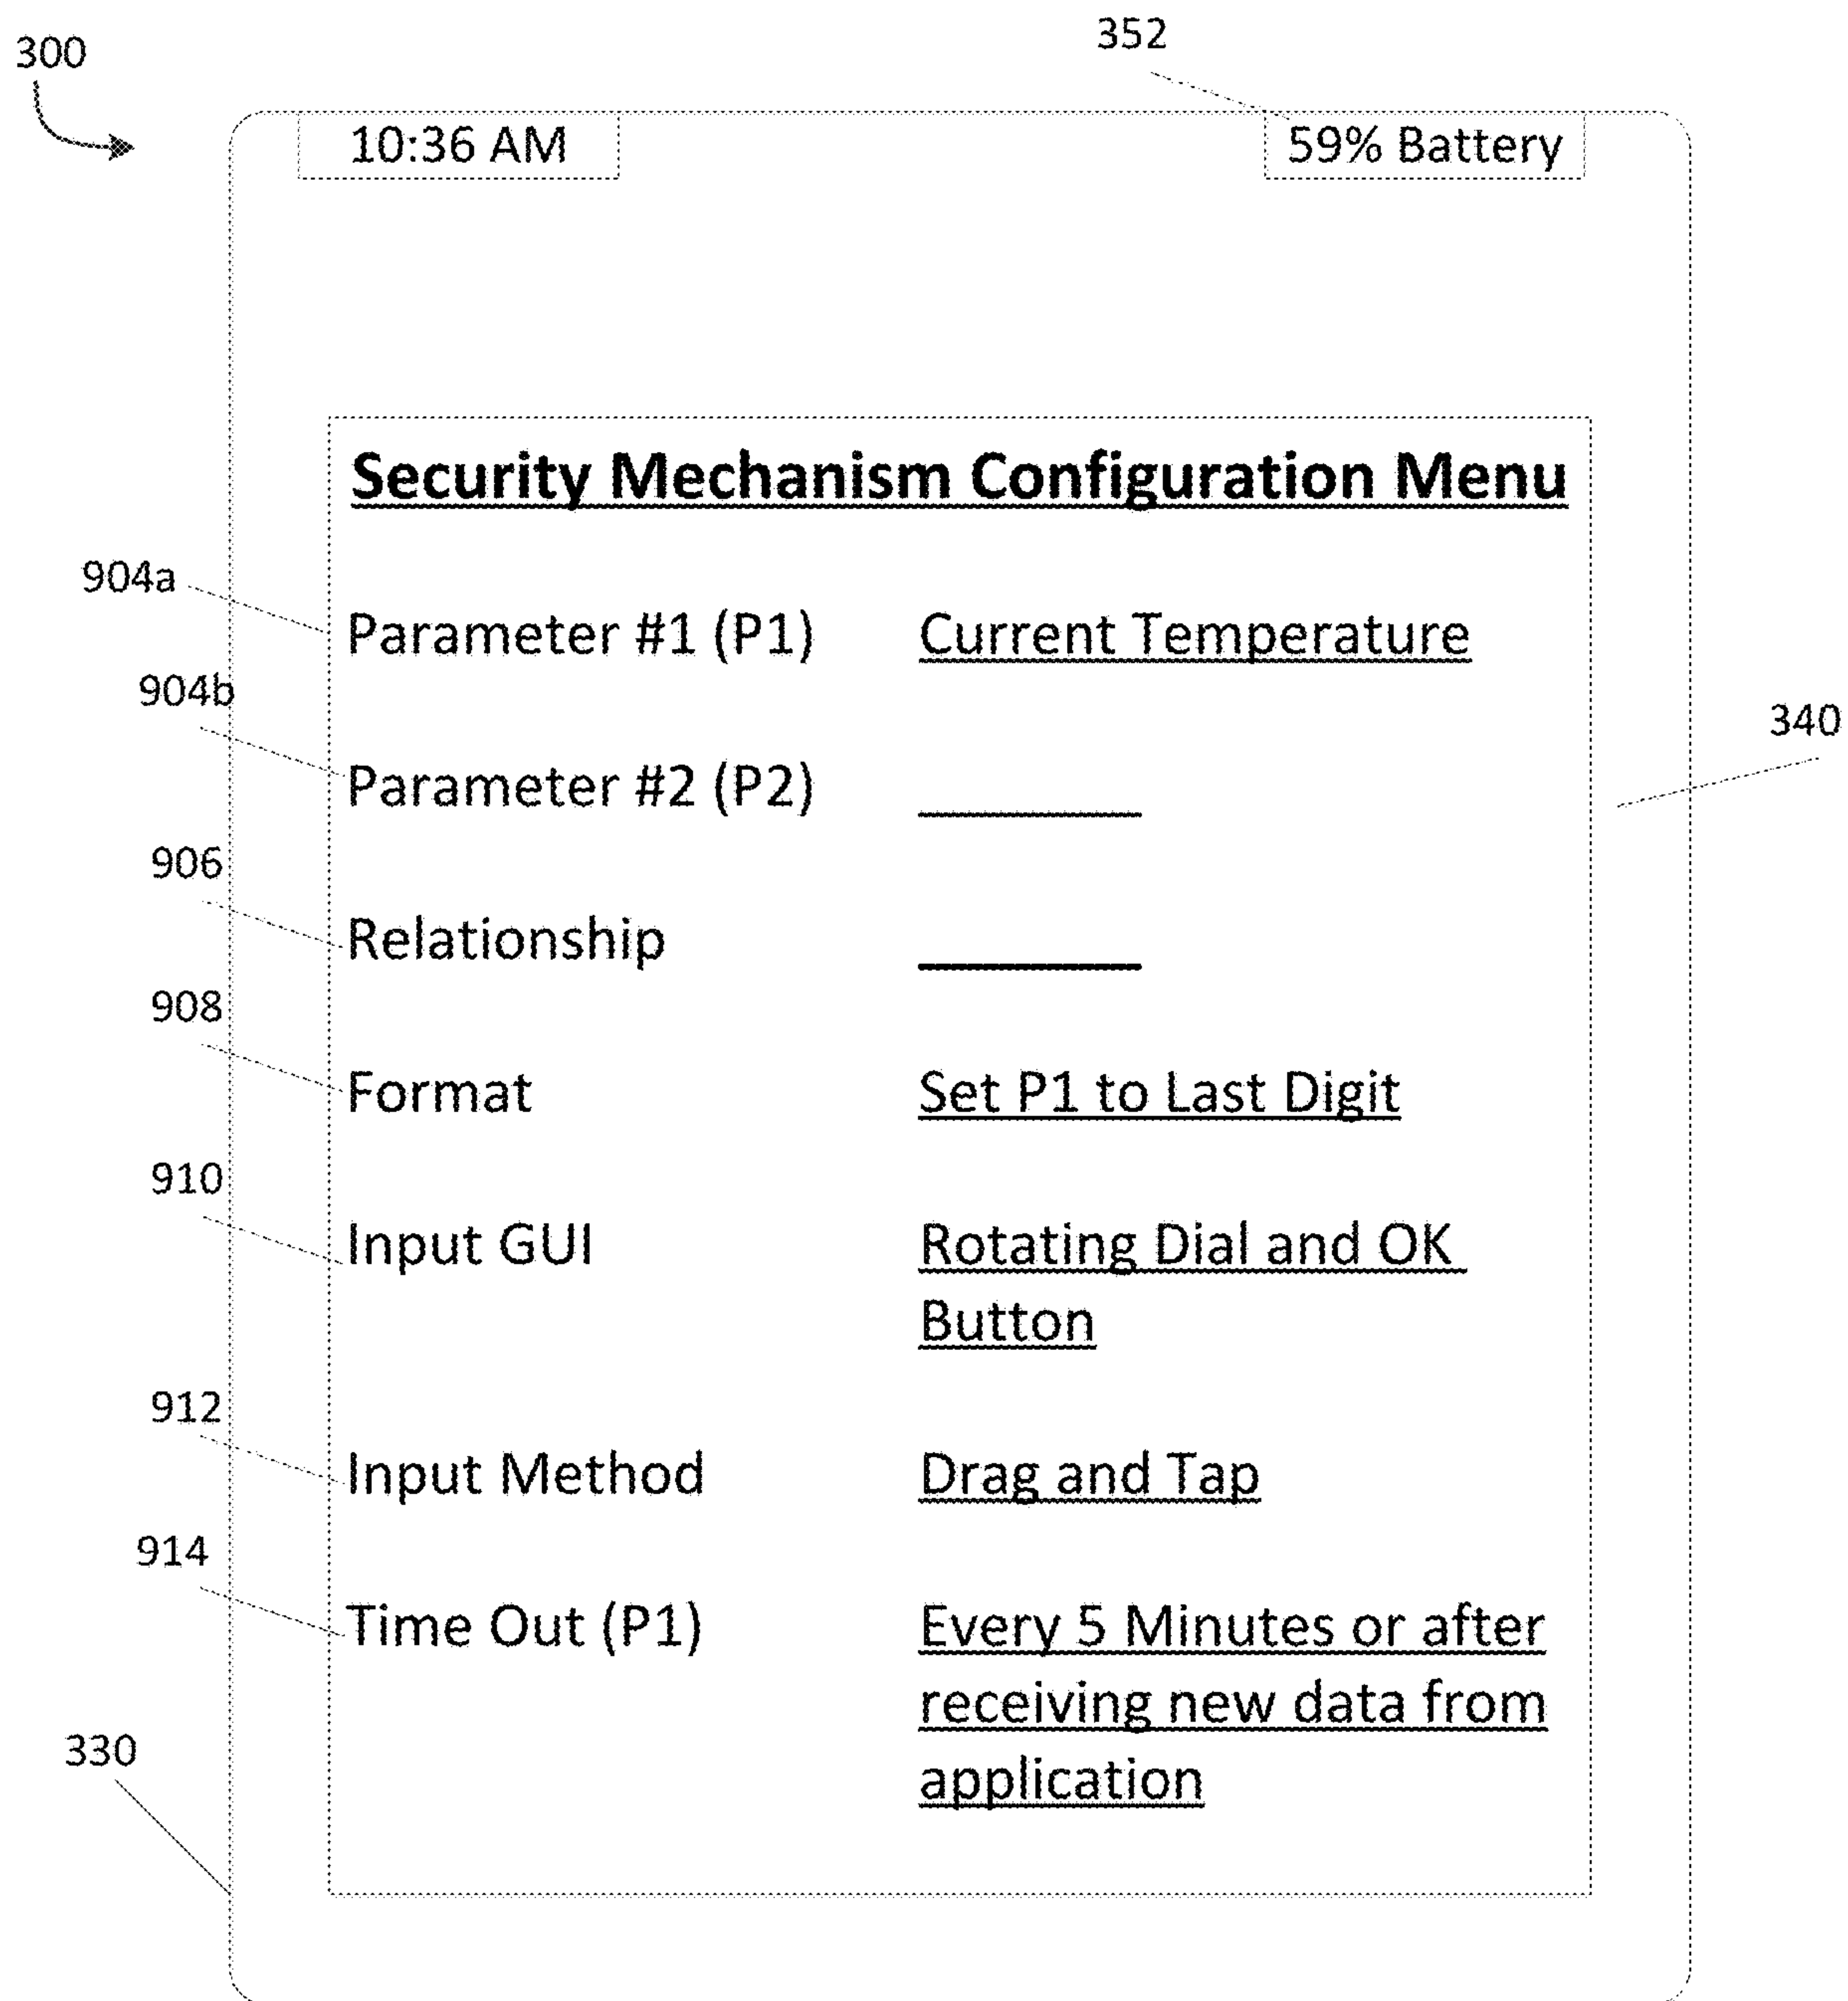 352
300
10:36 AM 59% Battery
Security Mechanism Configuration Menu
904a
Parameter #1 (P1) Current Temperature
904b
340
Parameter #2 (P2) ________
906
Relationship ________
908
Format Set P1 to Last Digit
910
Input GUI Rotating Dial and OK
Button
912
Input Method Drag and Tap
914
Time Out (P1) Every 5 Minutes or after
receiving new data from
330
application